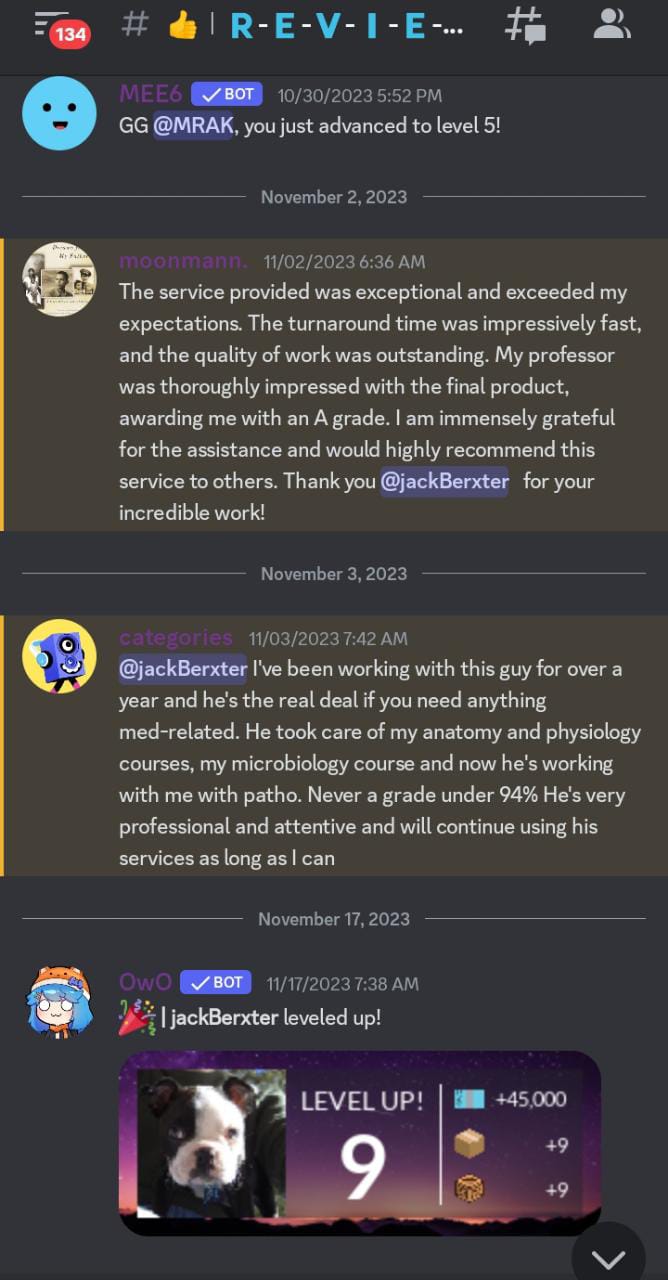 134
# 👍 | R-E-V-I-E-...
MEE6 ✓ BOT 10/30/2023 5:52 PM
GG @MRAK, you just advanced to level 5!
November 2, 2023
moonmann. 11/02/2023 6:36 AM
The service provided was exceptional and exceeded my
expectations. The turnaround time was impressively fast,
and the quality of work was outstanding. My professor
was thoroughly impressed with the final product,
awarding me with an A grade. I am immensely grateful
for the assistance and would highly recommend this
service to others. Thank you @jackBerxter for your
incredible work!
November 3, 2023
categories 11/03/2023 7:42 AM
@jackBerxter I've been working with this guy for over a
year and he's the real deal if you need anything
med-related. He took care of my anatomy and physiology
courses, my microbiology course and now he's working
with me with patho. Never a grade under 94% He's very
professional and attentive and will continue using his
services as long as I can
November 17, 2023
OwO ✓ BOT 11/17/2023 7:38 AM
🎉 | jackBerxter leveled up!
LEVEL UP!
9
+45,000
+9
+9